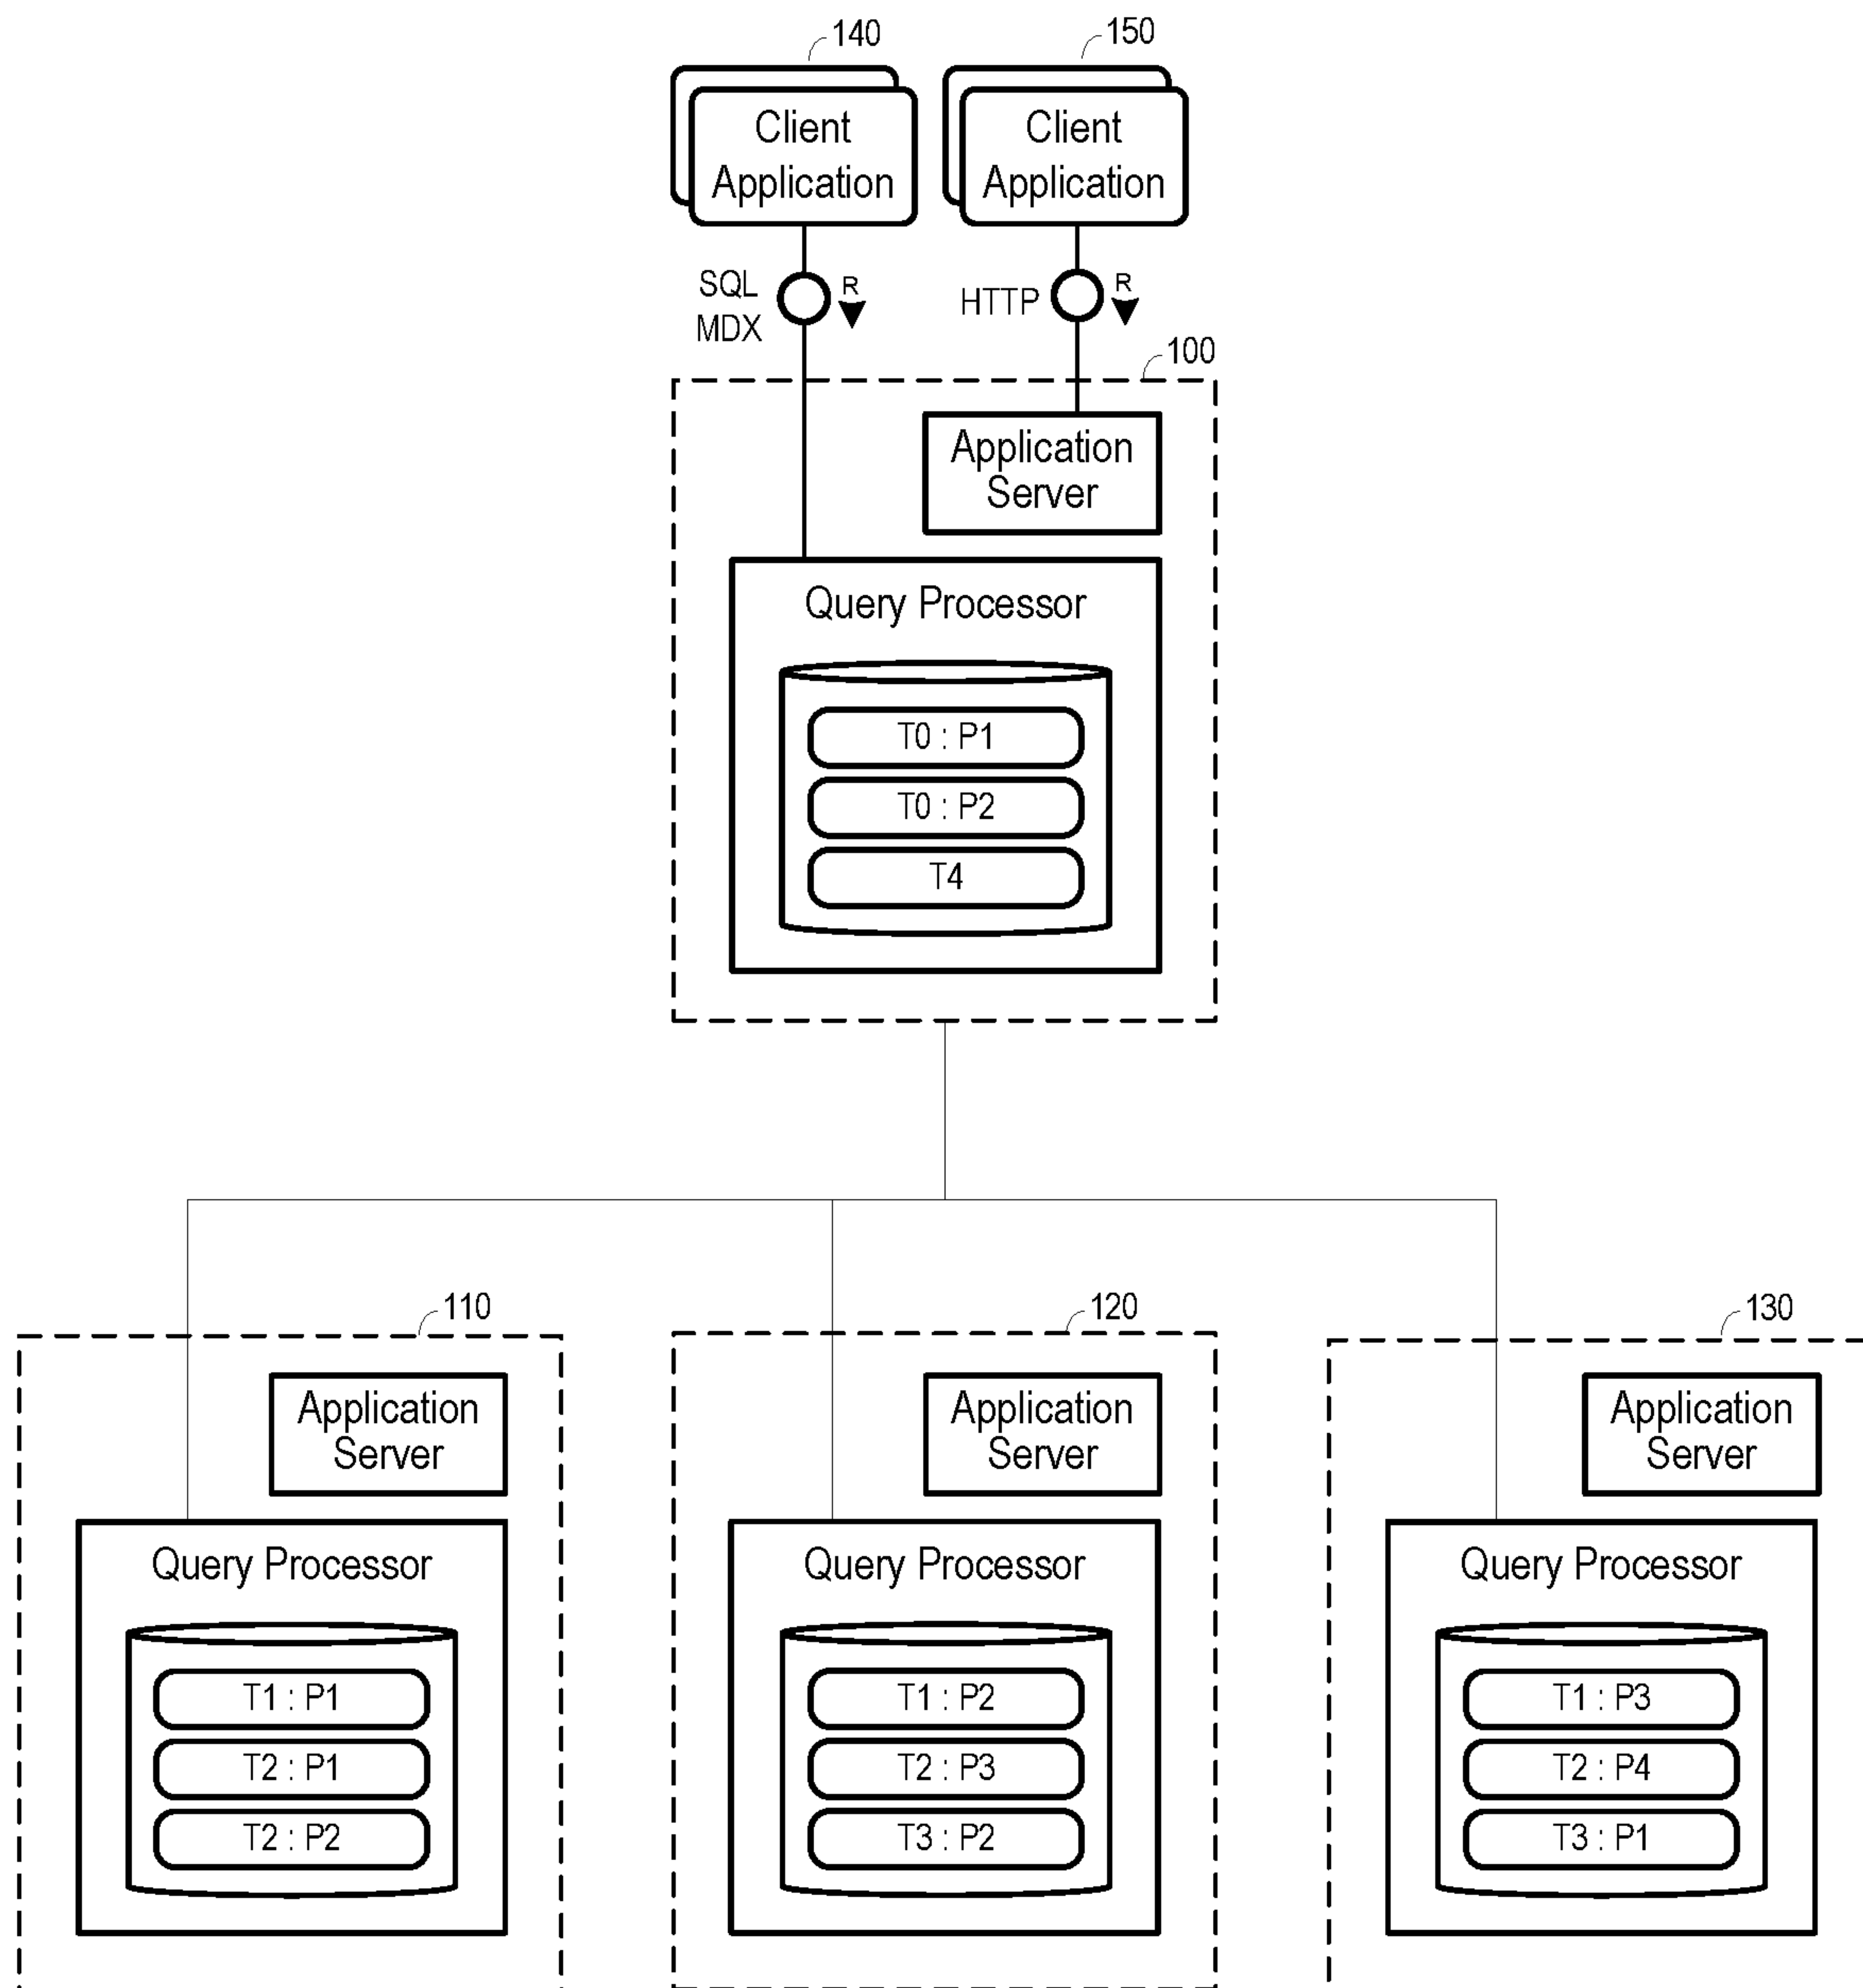 140
150
Client
Application
Client
Application
SQL
MDX
R
HTTP
R
100
Application
Server
Query Processor
T0 : P1
T0 : P2
T4
110
120
130
Application
Server
Query Processor
T1 : P1
T2 : P1
T2 : P2
Application
Server
Query Processor
T1 : P2
T2 : P3
T3 : P2
Application
Server
Query Processor
T1 : P3
T2 : P4
T3 : P1